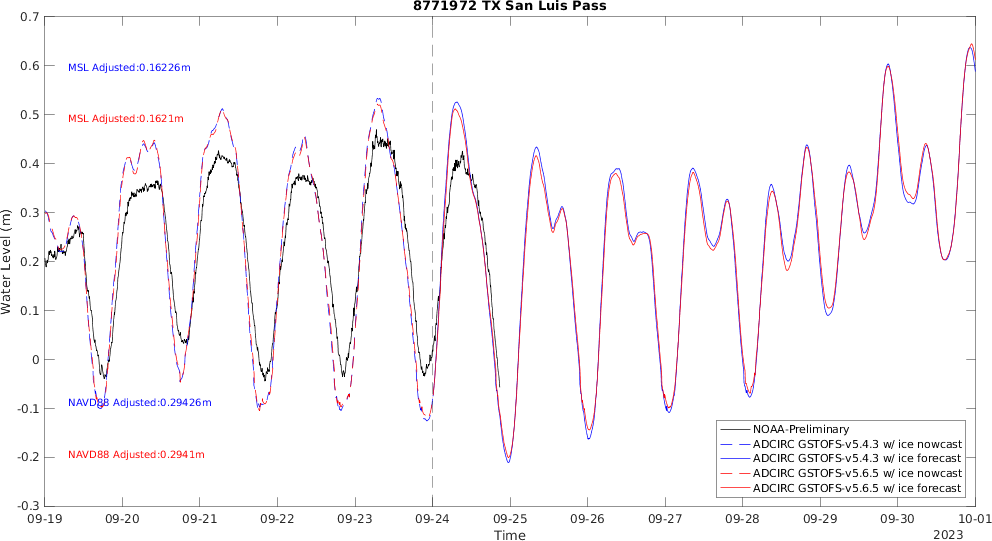 8771972 TX San Luis Pass
0.7
0.6
0.5
0.4
0.3
0.2
0.1
0
-0.1
-0.2
-0.3
Water Level (m)
MSL Adjusted:0.16226m
MSL Adjusted:0.1621m
NAVD88 Adjusted:0.29426m
NAVD88 Adjusted:0.2941m
NOAA-Preliminary
ADCIRC GSTOFS-v5.4.3 w/ ice nowcast
ADCIRC GSTOFS-v5.4.3 w/ ice forecast
ADCIRC GSTOFS-v5.6.5 w/ ice nowcast
ADCIRC GSTOFS-v5.6.5 w/ ice forecast
09-19 09-20 09-21 09-22 09-23 09-24 09-25 09-26 09-27 09-28 09-29 09-30 10-01
Time
2023